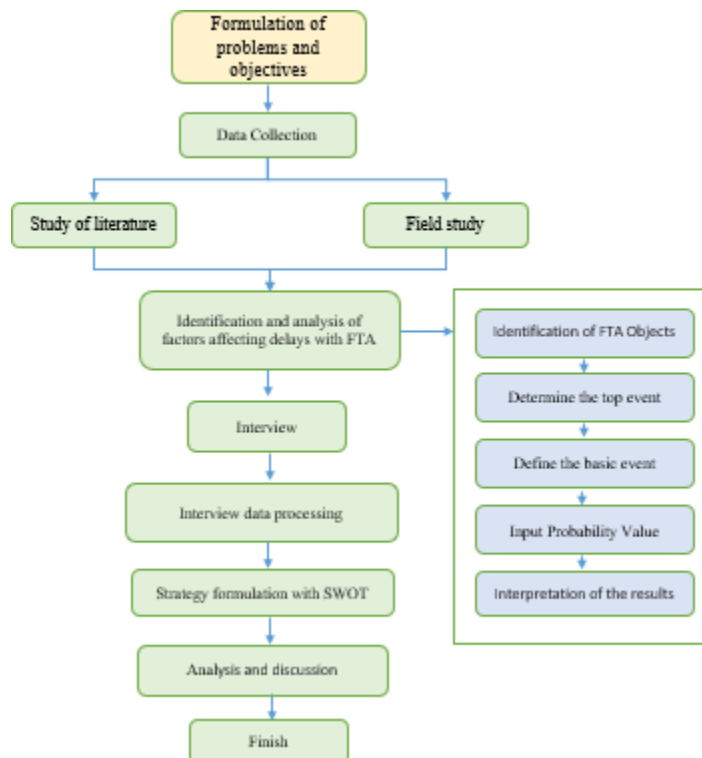 Formulation of
problems and
objectives
Data Collection
Study of literature
Field study
Identification and analysis of
factors affecting delays with FTA
Interview
Interview data processing
Strategy formulation with SWOT
Analysis and discussion
Finish
Identification of FTA Objects
Determine the top event
Define the basic event
Input Probability Value
Interpretation of the results